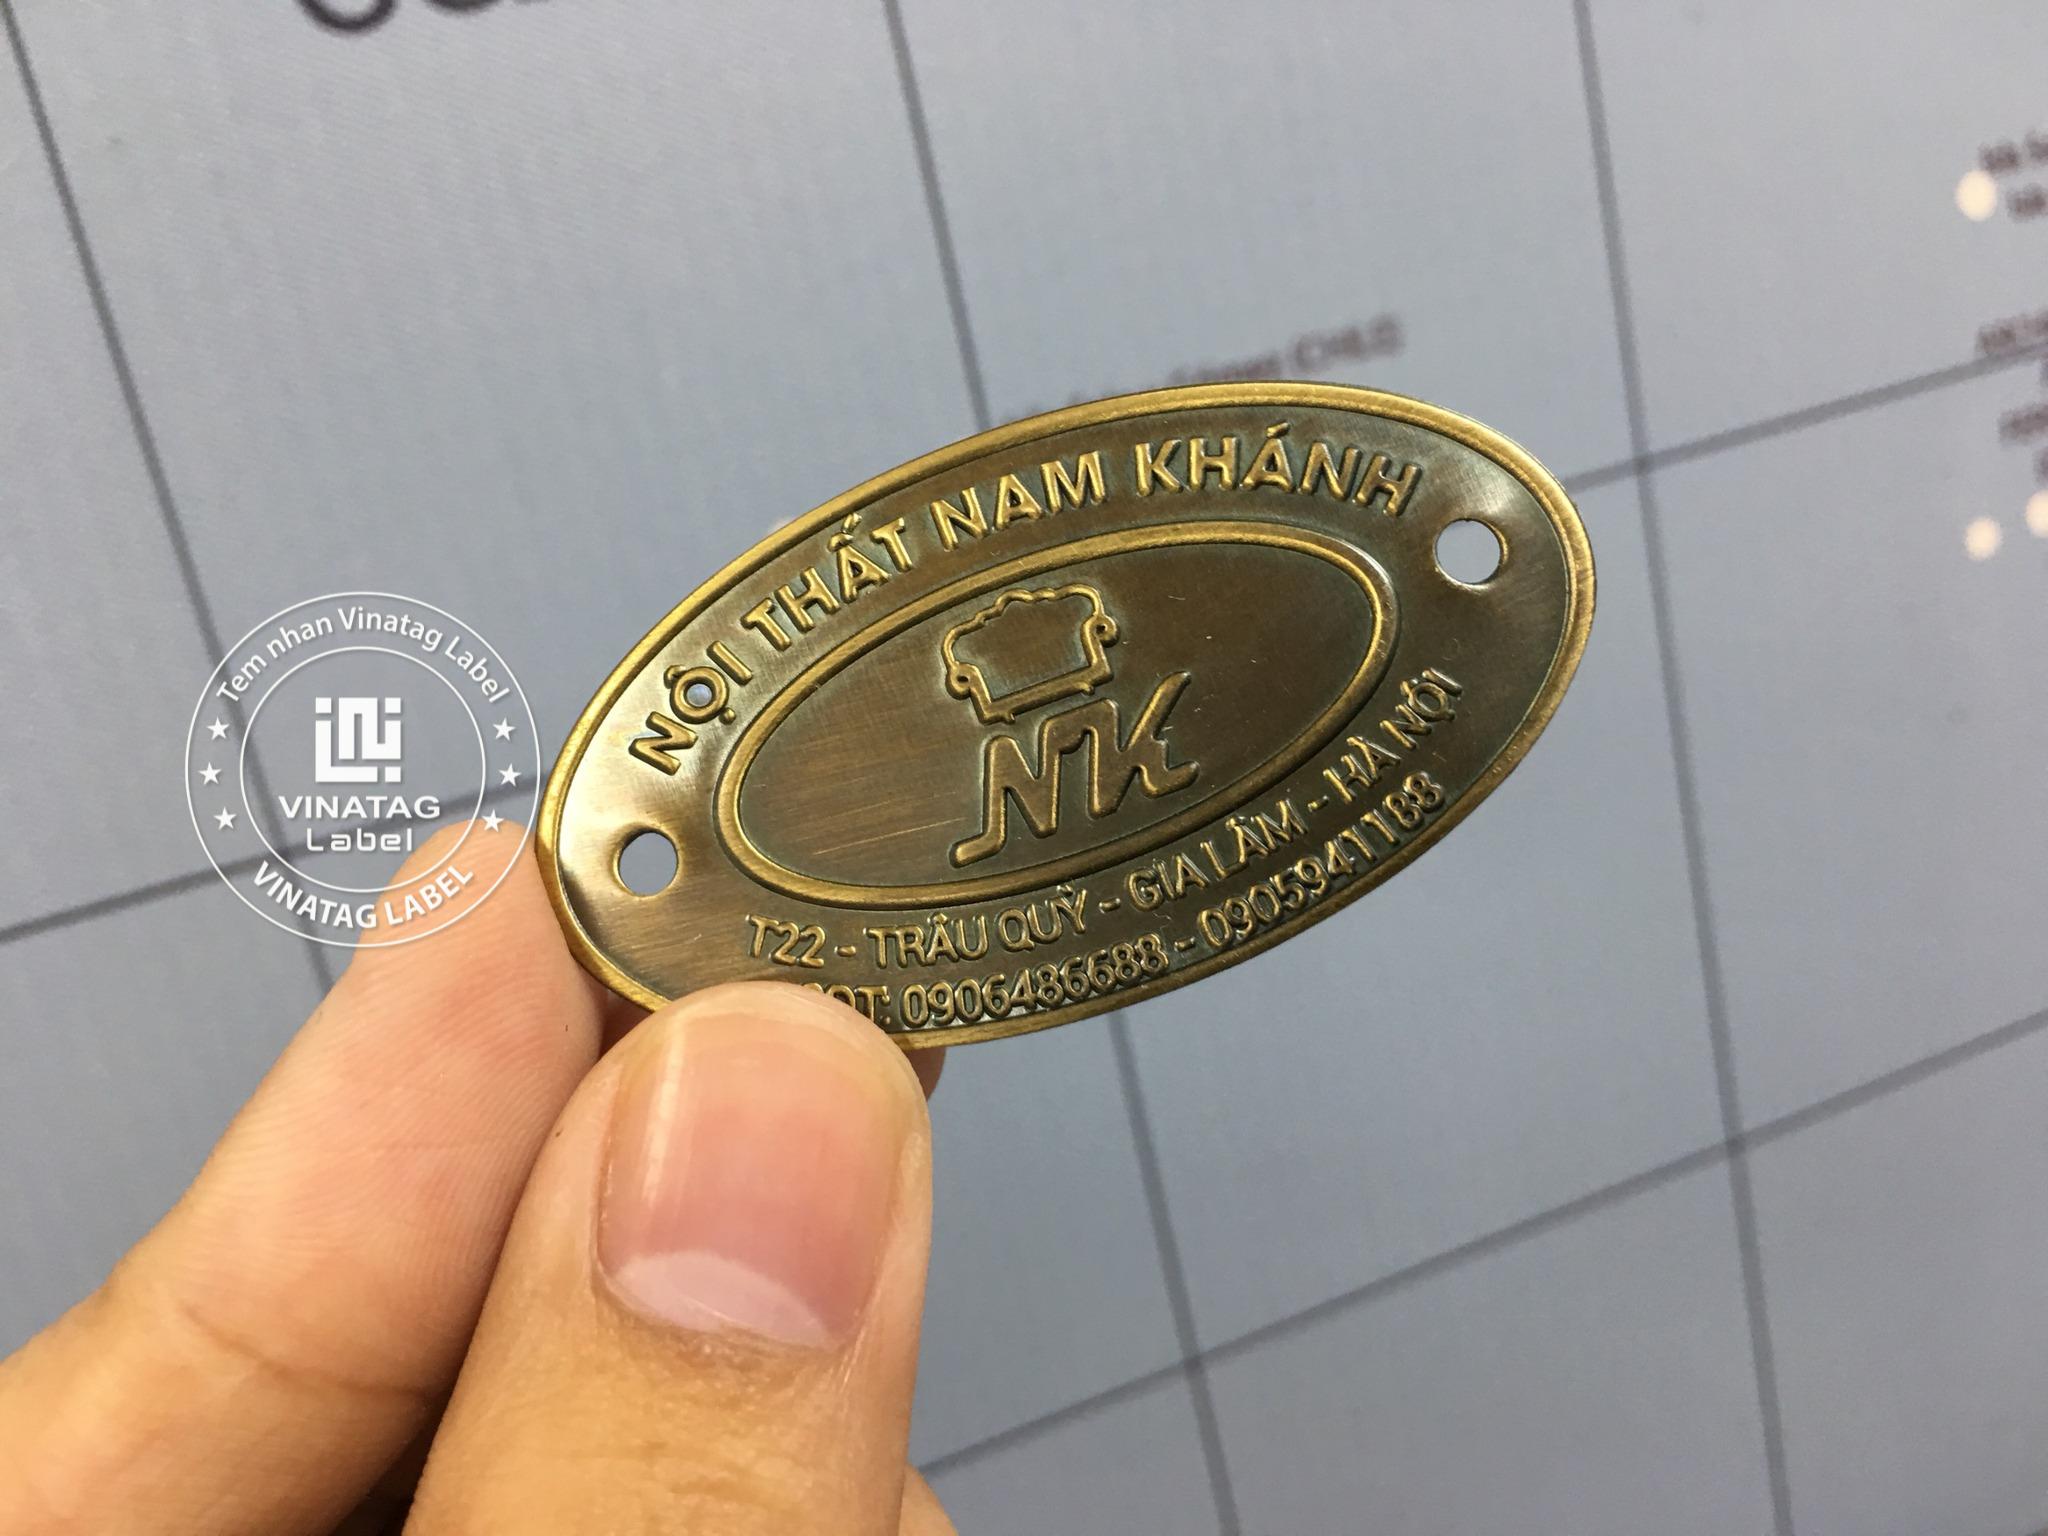 NỘI THẤT NAM KHÁNH
NK
T22 - TRÂU QUỲ - GIA LÂM - HÀ NỘI
0906486688 - 0905941188
Tem nhan Vinatag Label
VINATAG
Label
VINATAG LABEL